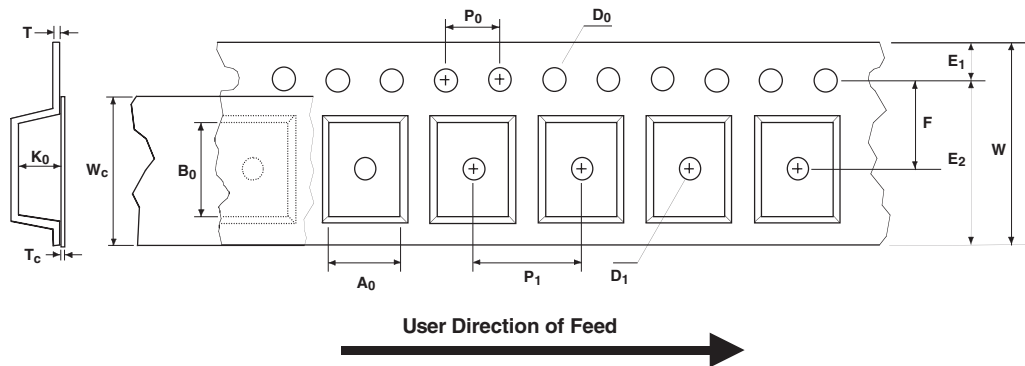 T
P0
D0
E1
K0
Wc
B0
F
E2
W
Tc
A0
P1
D1
User Direction of Feed